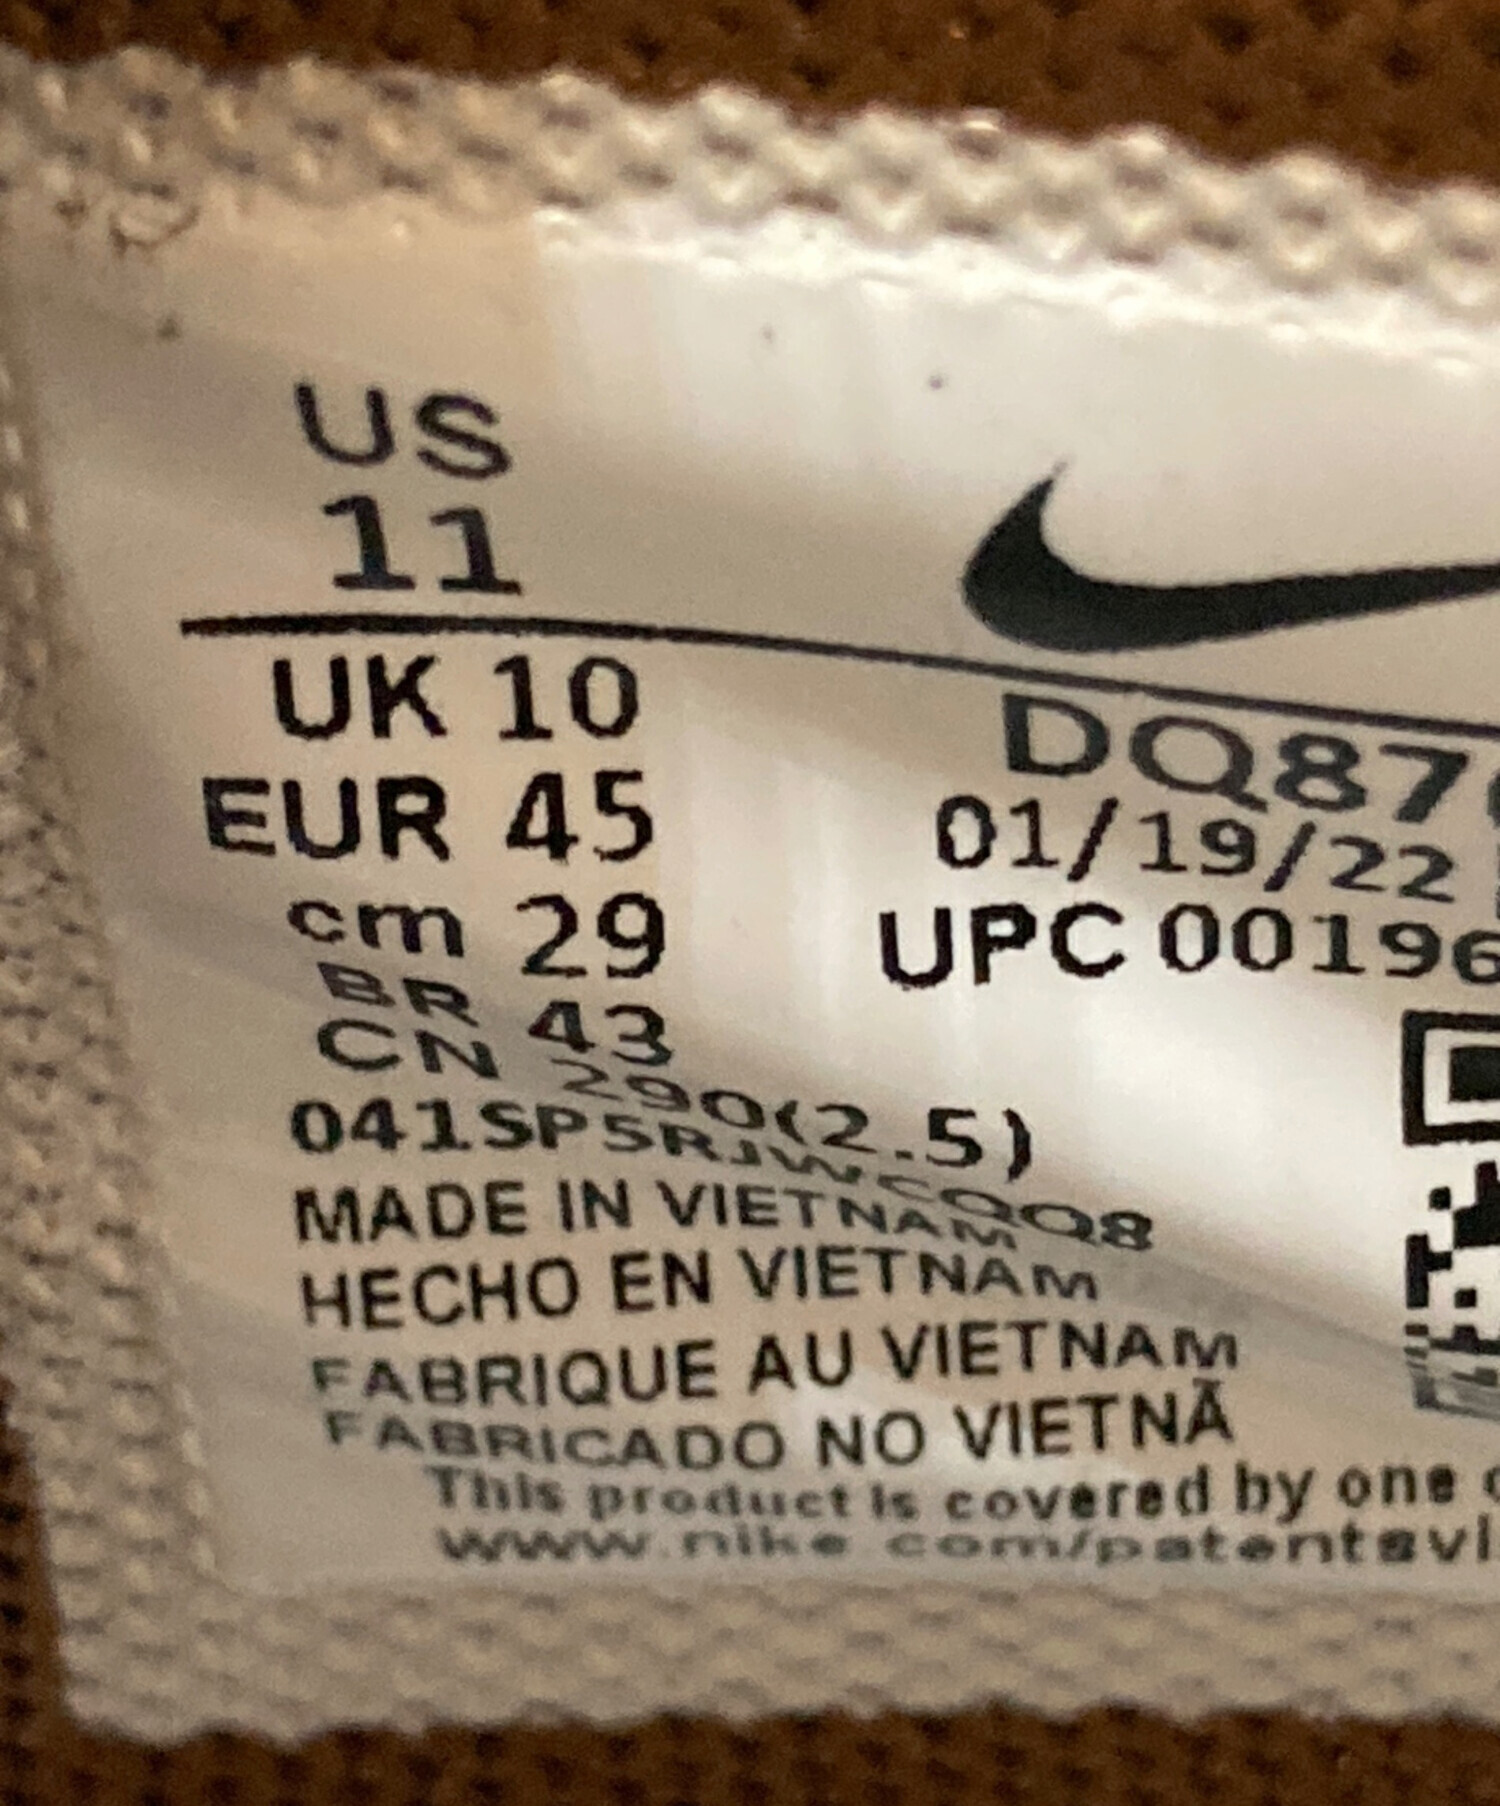 US
11
UK 10
EUR 45
cm 29
BR 43
CN 290(2.5)
041SP5RJWCQQ8
MADE IN VIETNAM
HECHO EN VIETNAM
FABRIQUE AU VIETNAM
FABRICADO NO VIETNÃ
This product is covered by one
www.nike.com/patentsvi
DQ87
01/19/22
UPC 00196